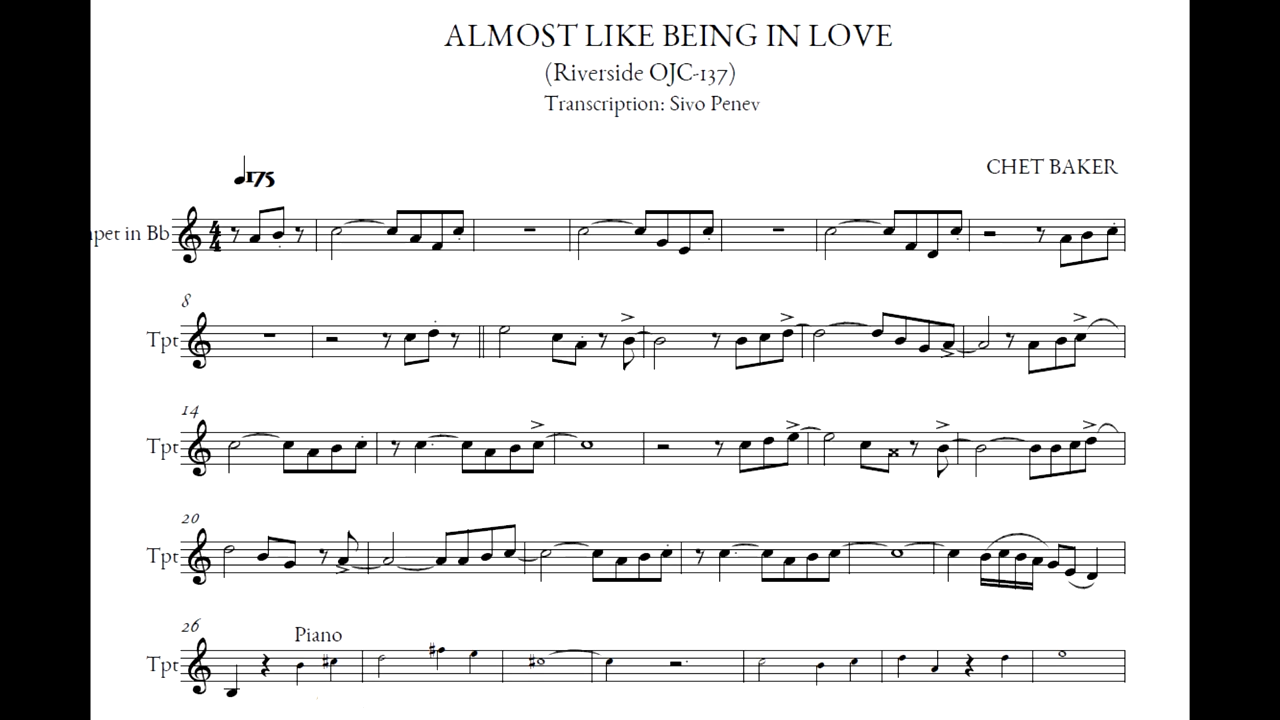 ALMOST LIKE BEING IN LOVE
(Riverside OJC-137)
Transcription: Sivo Penev
175
CHET BAKER
in Bb
8
Tpt
14
Tpt
20
Tpt
26
Piano
Tpt